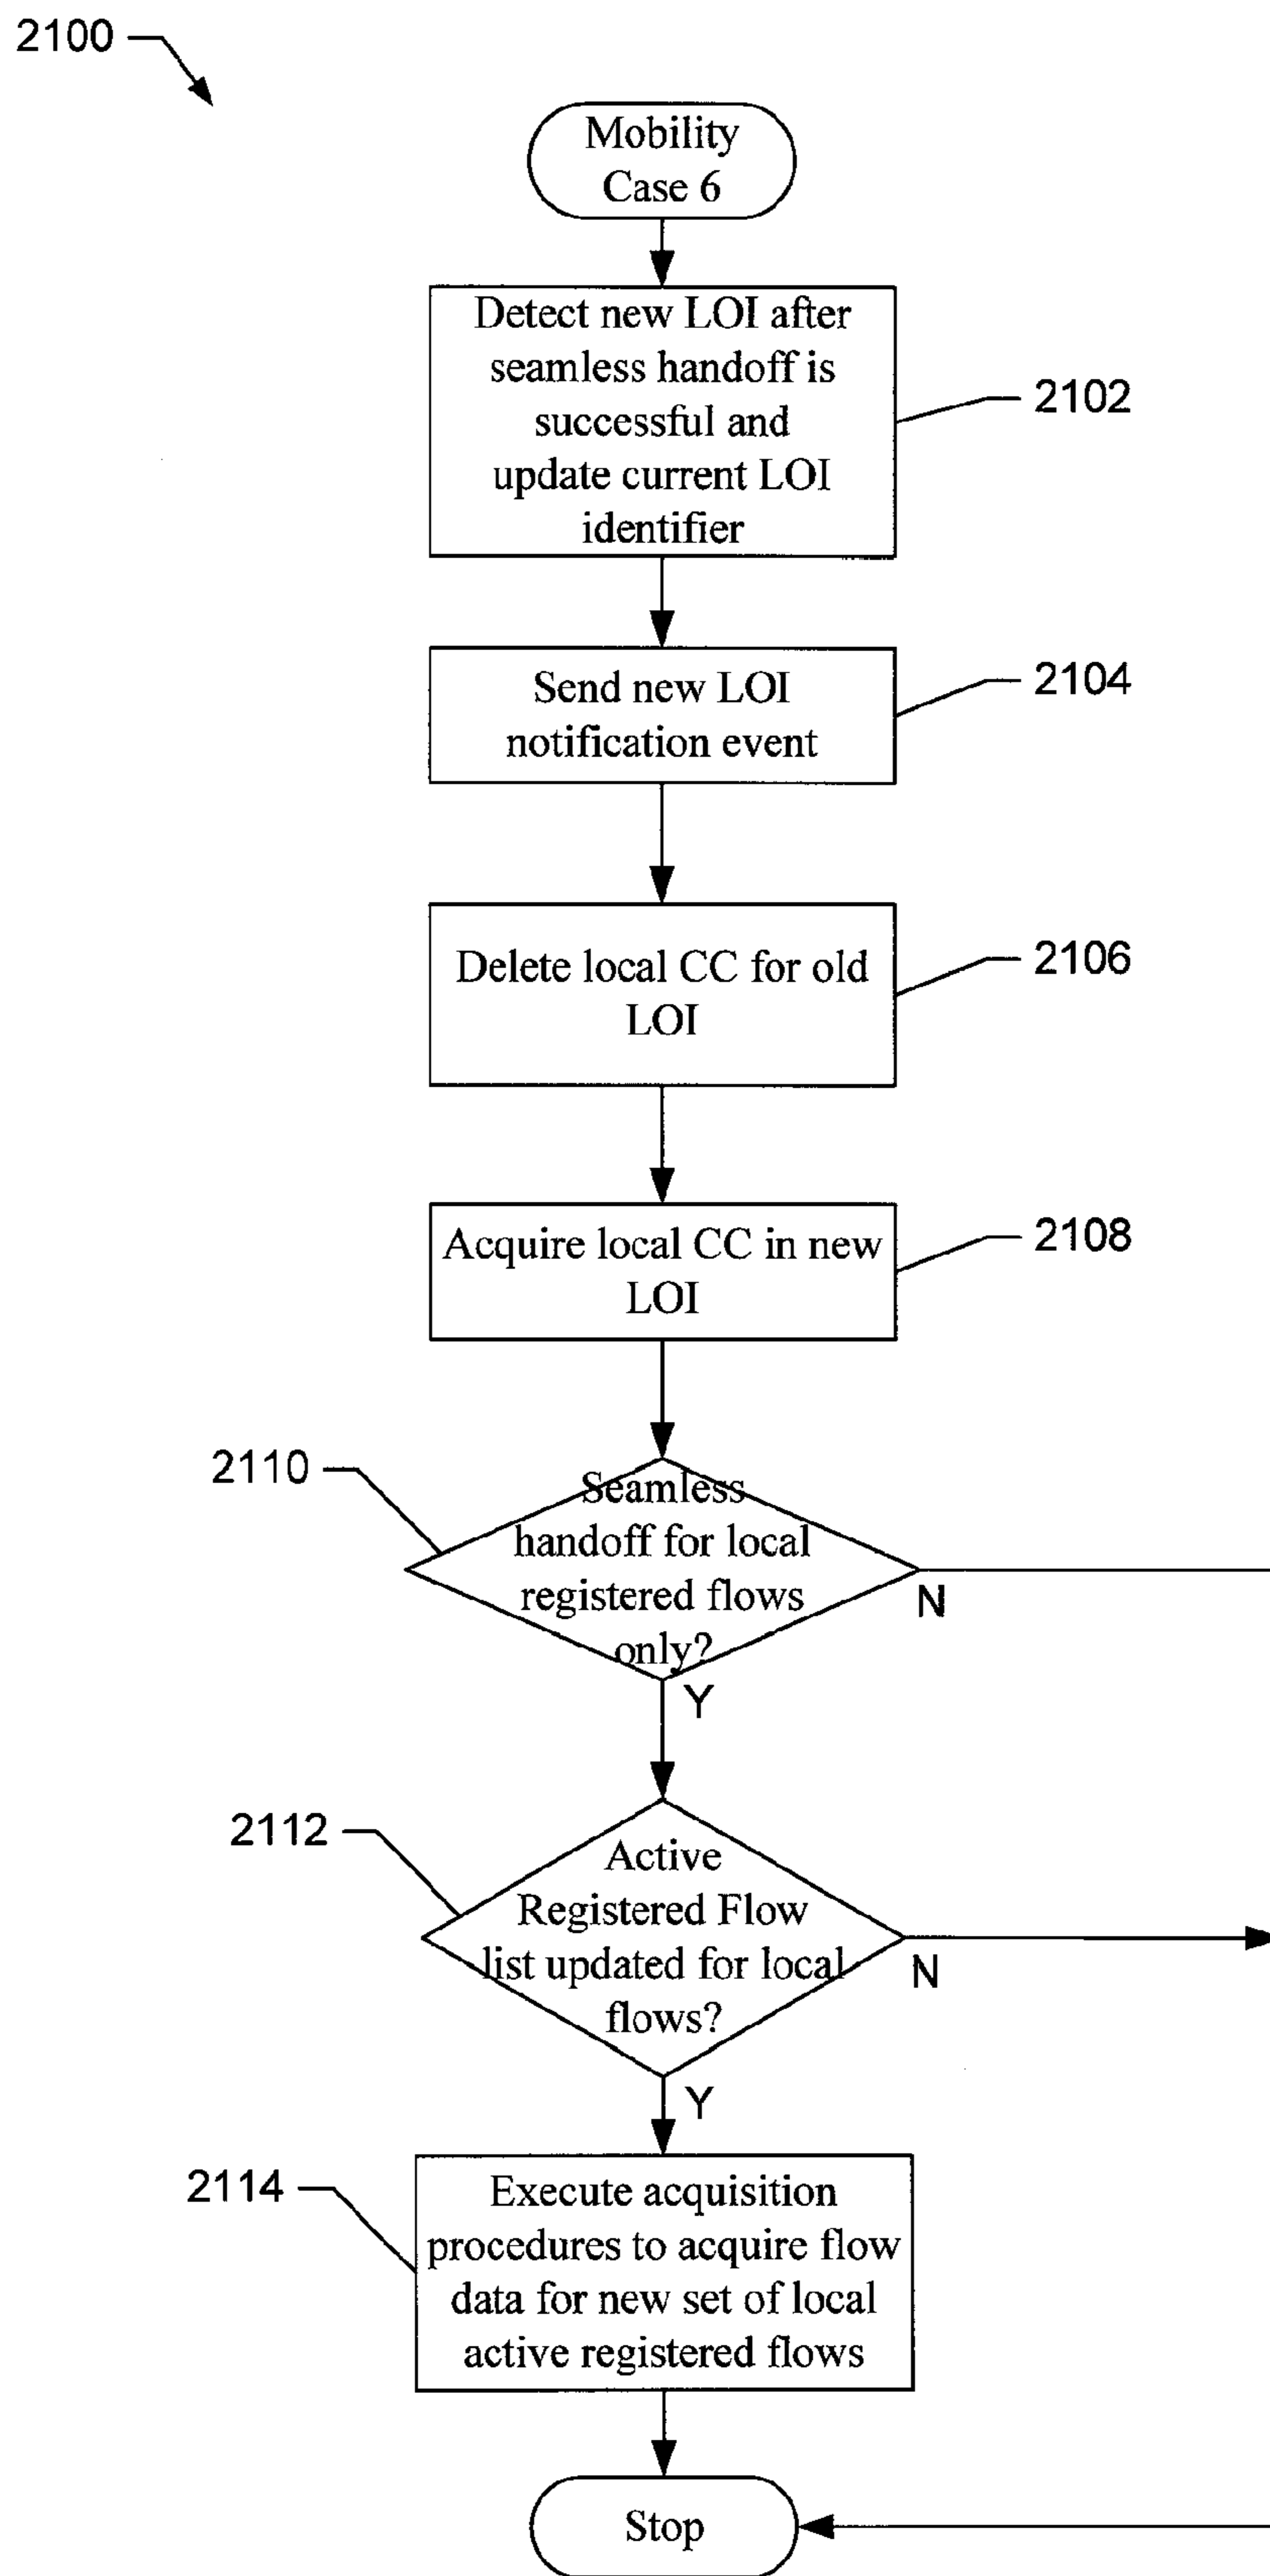 2100
Mobility
Case 6
Detect new LOI after
seamless handoff is
successful and
update current LOI
identifier
2102
Send new LOI
notification event
2104
Delete local CC for old
LOI
2106
Acquire local CC in new
LOI
2108
2110
Seamless
handoff for local
registered flows
only?
N
Y
2112
Active
Registered Flow
list updated for local
flows?
N
Y
2114
Execute acquisition
procedures to acquire flow
data for new set of local
active registered flows
Stop